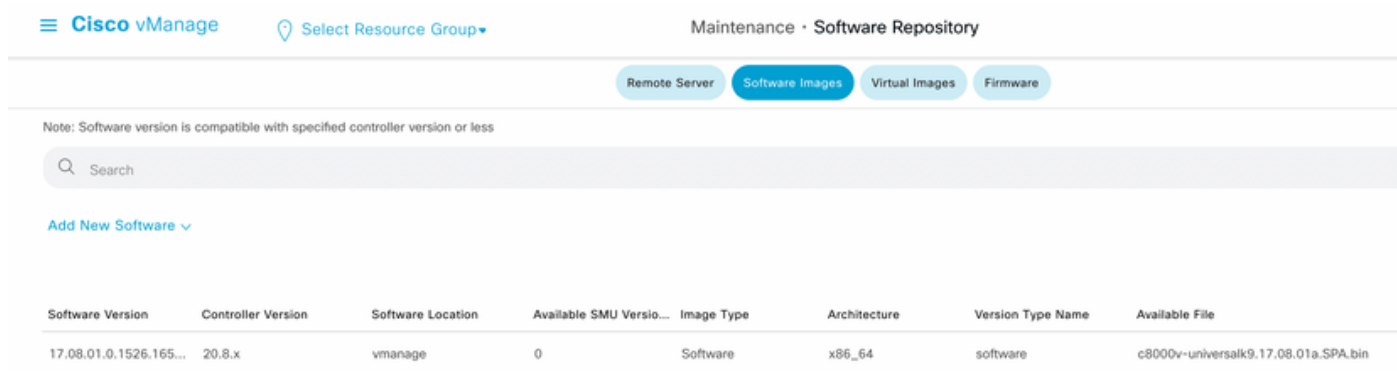 Cisco vManage Select Resource Group Maintenance · Software Repository
Remote Server Software Images Virtual Images Firmware
Note: Software version is compatible with specified controller version or less
Search
Add New Software
Software Version Controller Version Software Location Available SMU Versio... Image Type Architecture Version Type Name Available File
17.08.01.0.1526.165... 20.8.x vmanage 0 Software x86_64 software c8000v-universalk9.17.08.01a.SPA.bin